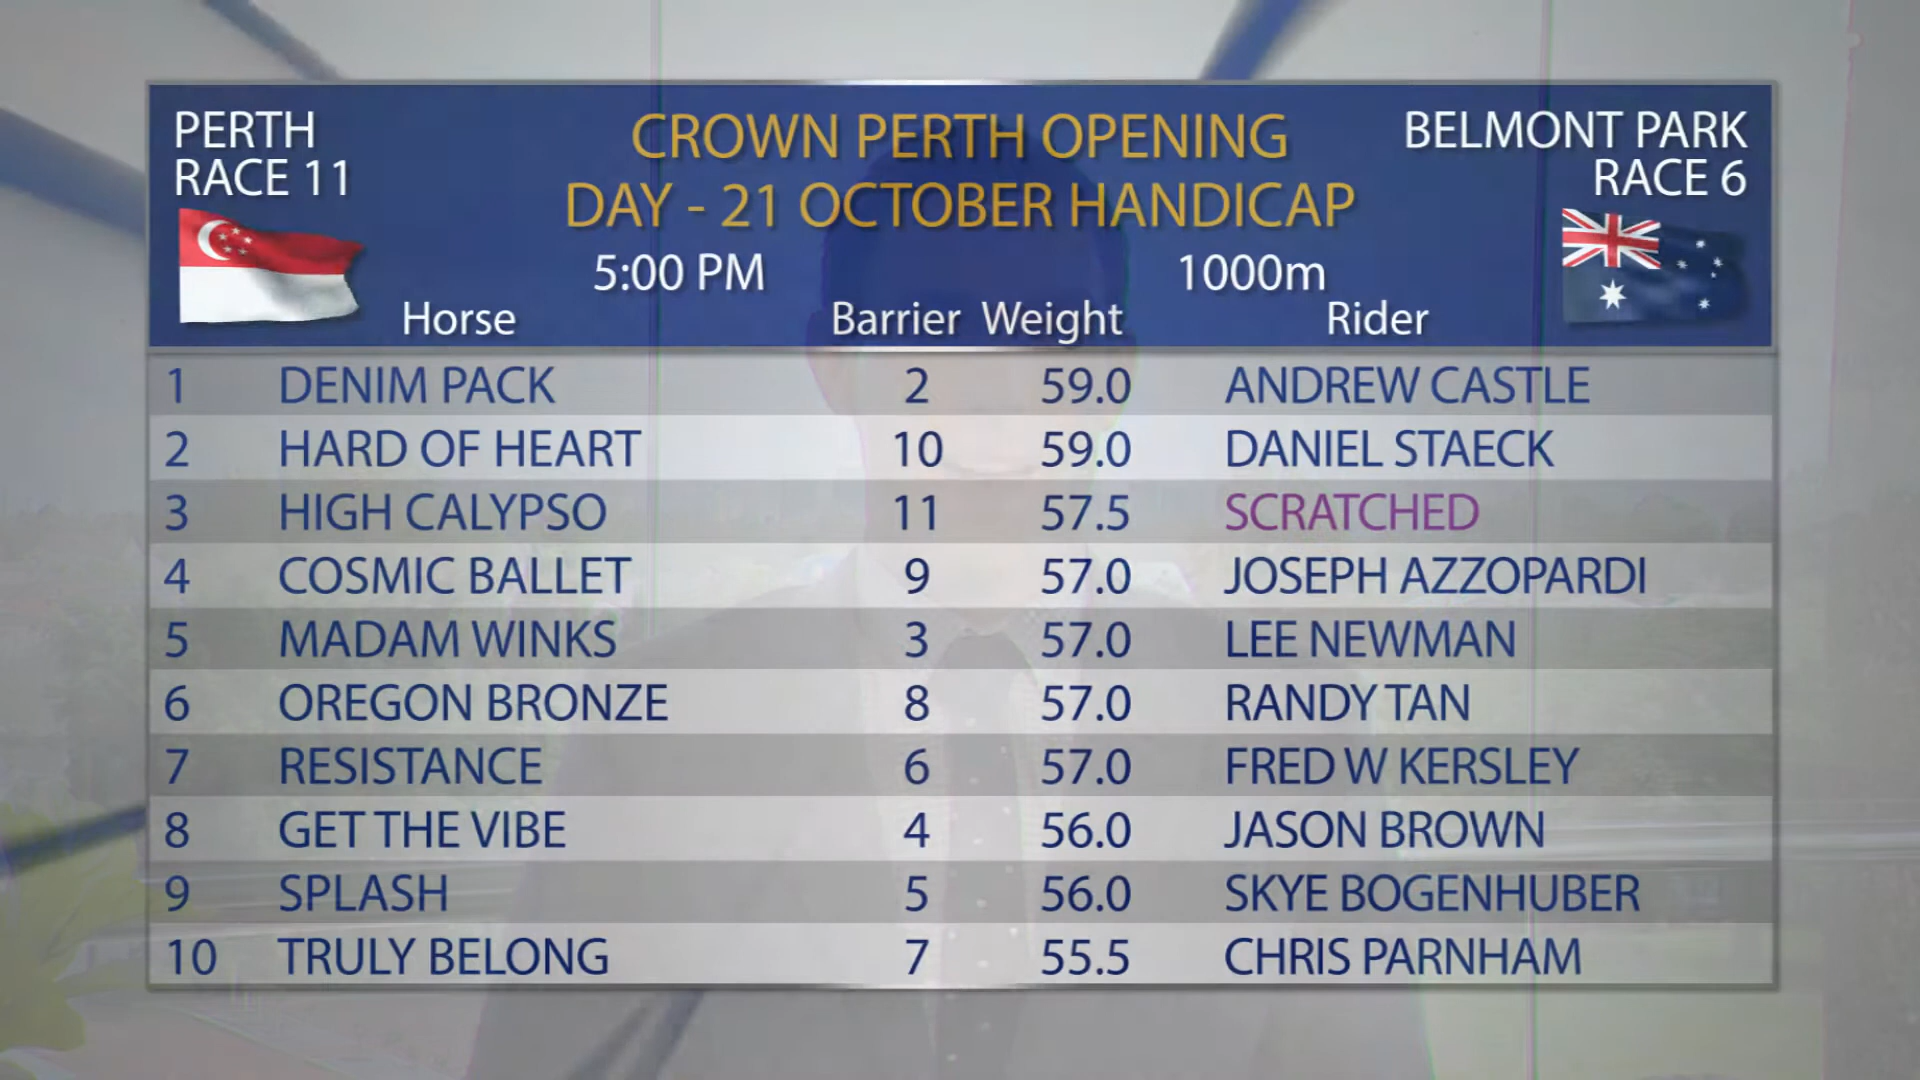 PERTH
RACE 11
CROWN PERTH OPENING
DAY - 21 OCTOBER HANDICAP
BELMONT PARK
RACE 6
5:00 PM 1000m
Horse Barrier Weight Rider
1 DENIM PACK 2 59.0 ANDREW CASTLE
2 HARD OF HEART 10 59.0 DANIEL STAECK
3 HIGH CALYPSO 11 57.5 SCRATCHED
4 COSMIC BALLET 9 57.0 JOSEPH AZZOPARDI
5 MADAM WINKS 3 57.0 LEE NEWMAN
6 OREGON BRONZE 8 57.0 RANDY TAN
7 RESISTANCE 6 57.0 FRED W KERSLEY
8 GET THE VIBE 4 56.0 JASON BROWN
9 SPLASH 5 56.0 SKYE BOGENHUBER
10 TRULY BELONG 7 55.5 CHRIS PARNHAM